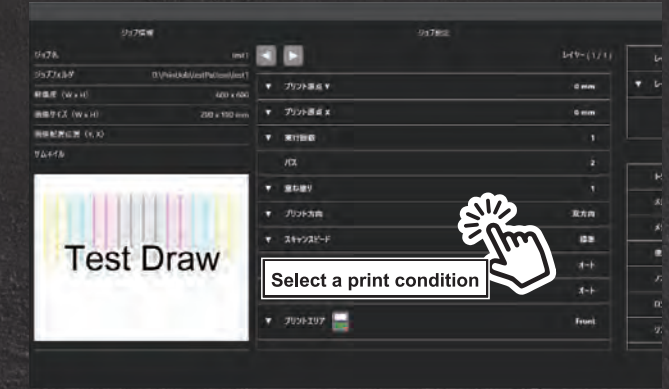 ジョブ情報
ジョブ設定
ジョブ名
test1
レイヤー(1/1)
ジョブフォルダ
解像度 (W x H)
600 x 600
画像サイズ (W x H)
200 x 100 mm
画像配置位置 (Y, X)
サムネイル
Test Draw
プリント原点 Y
0 mm
プリント原点 X
0 mm
実行回数
1
パス
2
重ね塗り
1
プリント方向
双方向
スキャンスピード
標準
オート
Select a print condition
オート
プリントエリア
Front